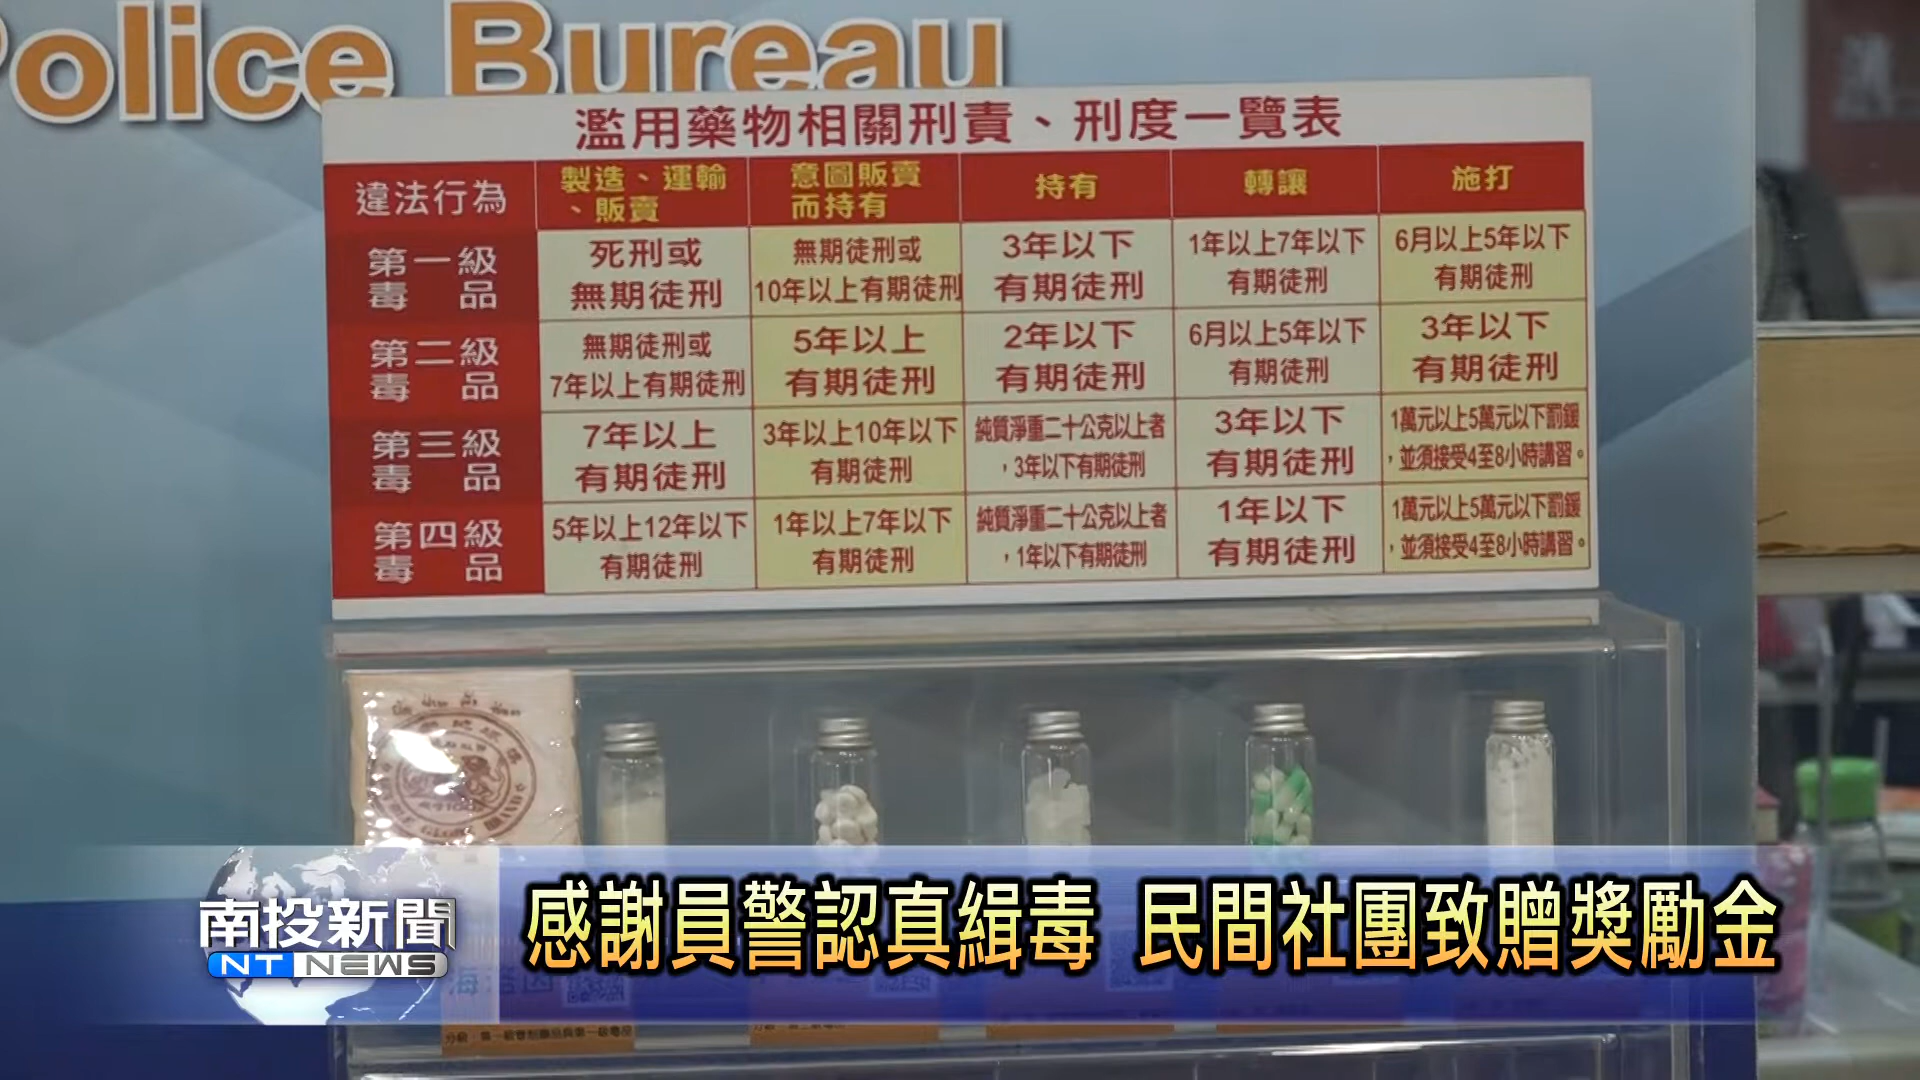 Police Bureau
濫用藥物相關刑責、刑度一覽表
違法行為
製造、運輸
、販賣
意圖販賣
而持有
持有
轉讓
施打
第一級
毒品
死刑或
無期徒刑
無期徒刑或
10年以上有期徒刑
3年以下
有期徒刑
1年以上7年以下
有期徒刑
6月以上5年以下
有期徒刑
第二級
毒品
無期徒刑或
7年以上有期徒刑
5年以上
有期徒刑
2年以下
有期徒刑
6月以上5年以下
有期徒刑
3年以下
有期徒刑
第三級
毒品
7年以上
有期徒刑
3年以上10年以下
有期徒刑
純質淨重二十公克以上者
，3年以下有期徒刑
3年以下
有期徒刑
1萬元以上5萬元以下罰鍰
，並須接受4至8小時講習。
第四級
毒品
5年以上12年以下
有期徒刑
1年以上7年以下
有期徒刑
純質淨重二十公克以上者
，1年以下有期徒刑
1年以下
有期徒刑
1萬元以上5萬元以下罰鍰
，並須接受4至8小時講習。
南投新聞
NT NEWS
感謝員警認真緝毒 民間社團致贈獎勵金
海洛因